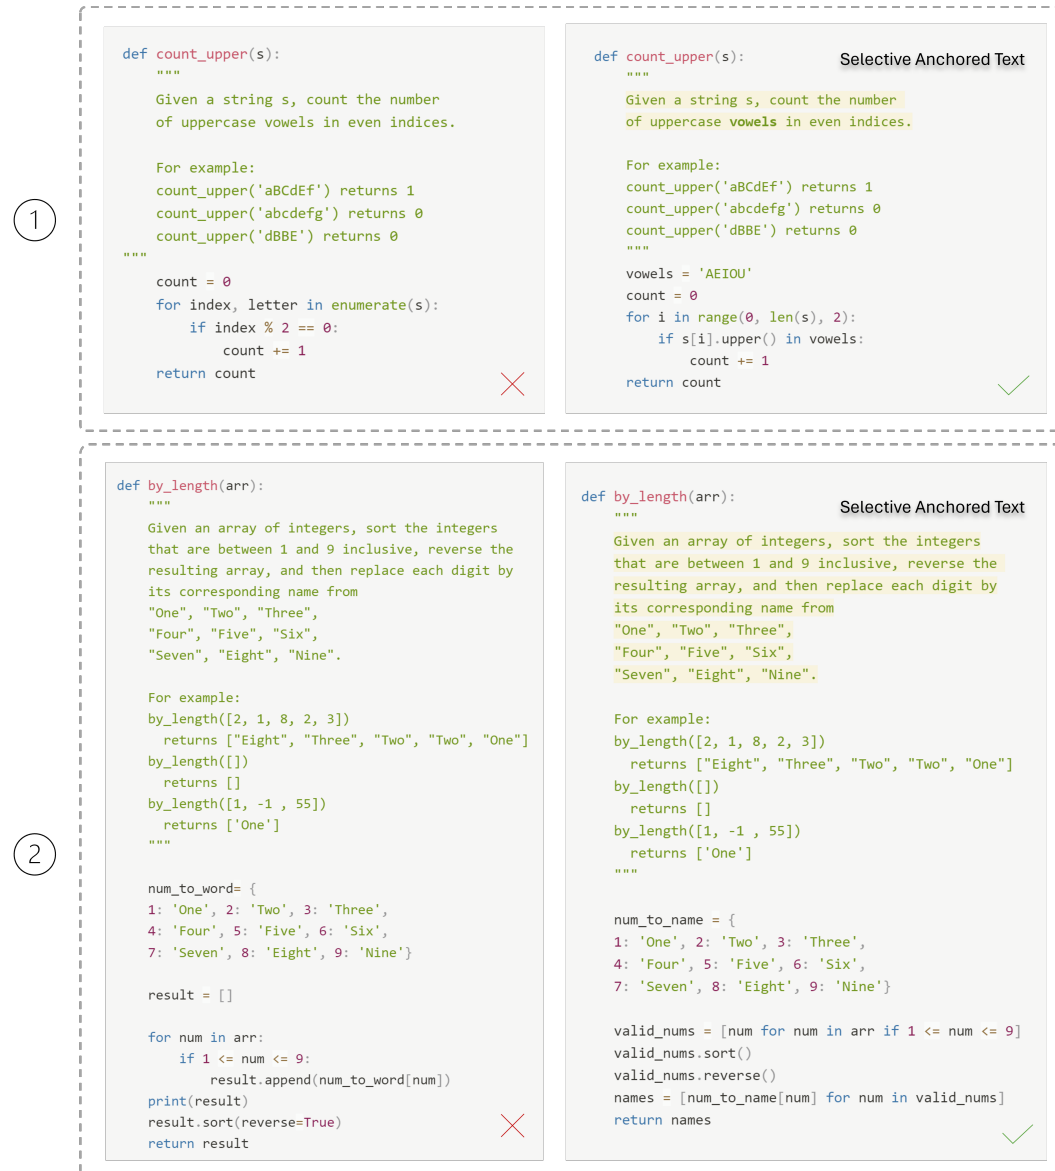 1
def count_upper(s):
"""
Given a string s, count the number
of uppercase vowels in even indices.
For example:
count_upper('aBCdEf') returns 1
count_upper('abcdefg') returns 0
count_upper('dBBE') returns 0
"""
count = 0
for index, letter in enumerate(s):
if index % 2 == 0:
count += 1
return count
Selective Anchored Text
def count_upper(s):
"""
Given a string s, count the number
of uppercase vowels in even indices.
For example:
count_upper('aBCdEf') returns 1
count_upper('abcdefg') returns 0
count_upper('dBBE') returns 0
"""
vowels = 'AEIOU'
count = 0
for i in range(0, len(s), 2):
if s[i].upper() in vowels:
count += 1
return count
2
def by_length(arr):
"""
Given an array of integers, sort the integers
that are between 1 and 9 inclusive, reverse the
resulting array, and then replace each digit by
its corresponding name from
"One", "Two", "Three",
"Four", "Five", "Six",
"Seven", "Eight", "Nine".
For example:
by_length([2, 1, 8, 2, 3])
returns ["Eight", "Three", "Two", "Two", "One"]
by_length([])
returns []
by_length([1, -1 , 55])
returns ['One']
"""
num_to_word= {
1: 'One', 2: 'Two', 3: 'Three',
4: 'Four', 5: 'Five', 6: 'Six',
7: 'Seven', 8: 'Eight', 9: 'Nine'}
result = []
for num in arr:
if 1 <= num <= 9:
result.append(num_to_word[num])
print(result)
result.sort(reverse=True)
return result
Selective Anchored Text
def by_length(arr):
"""
Given an array of integers, sort the integers
that are between 1 and 9 inclusive, reverse the
resulting array, and then replace each digit by
its corresponding name from
"One", "Two", "Three",
"Four", "Five", "Six",
"Seven", "Eight", "Nine".
For example:
by_length([2, 1, 8, 2, 3])
returns ["Eight", "Three", "Two", "Two", "One"]
by_length([])
returns []
by_length([1, -1 , 55])
returns ['One']
"""
num_to_name = {
1: 'One', 2: 'Two', 3: 'Three',
4: 'Four', 5: 'Five', 6: 'Six',
7: 'Seven', 8: 'Eight', 9: 'Nine'}
valid_nums = [num for num in arr if 1 <= num <= 9]
valid_nums.sort()
valid_nums.reverse()
names = [num_to_name[num] for num in valid_nums]
return names